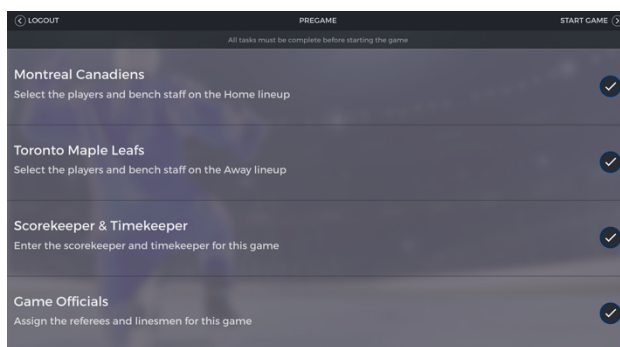 LOGOUT PREGAME START GAME
All tasks must be complete before starting the game
Montreal Canadiens
Select the players and bench staff on the Home lineup
Toronto Maple Leafs
Select the players and bench staff on the Away lineup
Scorekeeper & Timekeeper
Enter the scorekeeper and timekeeper for this game
Game Officials
Assign the referees and linesmen for this game